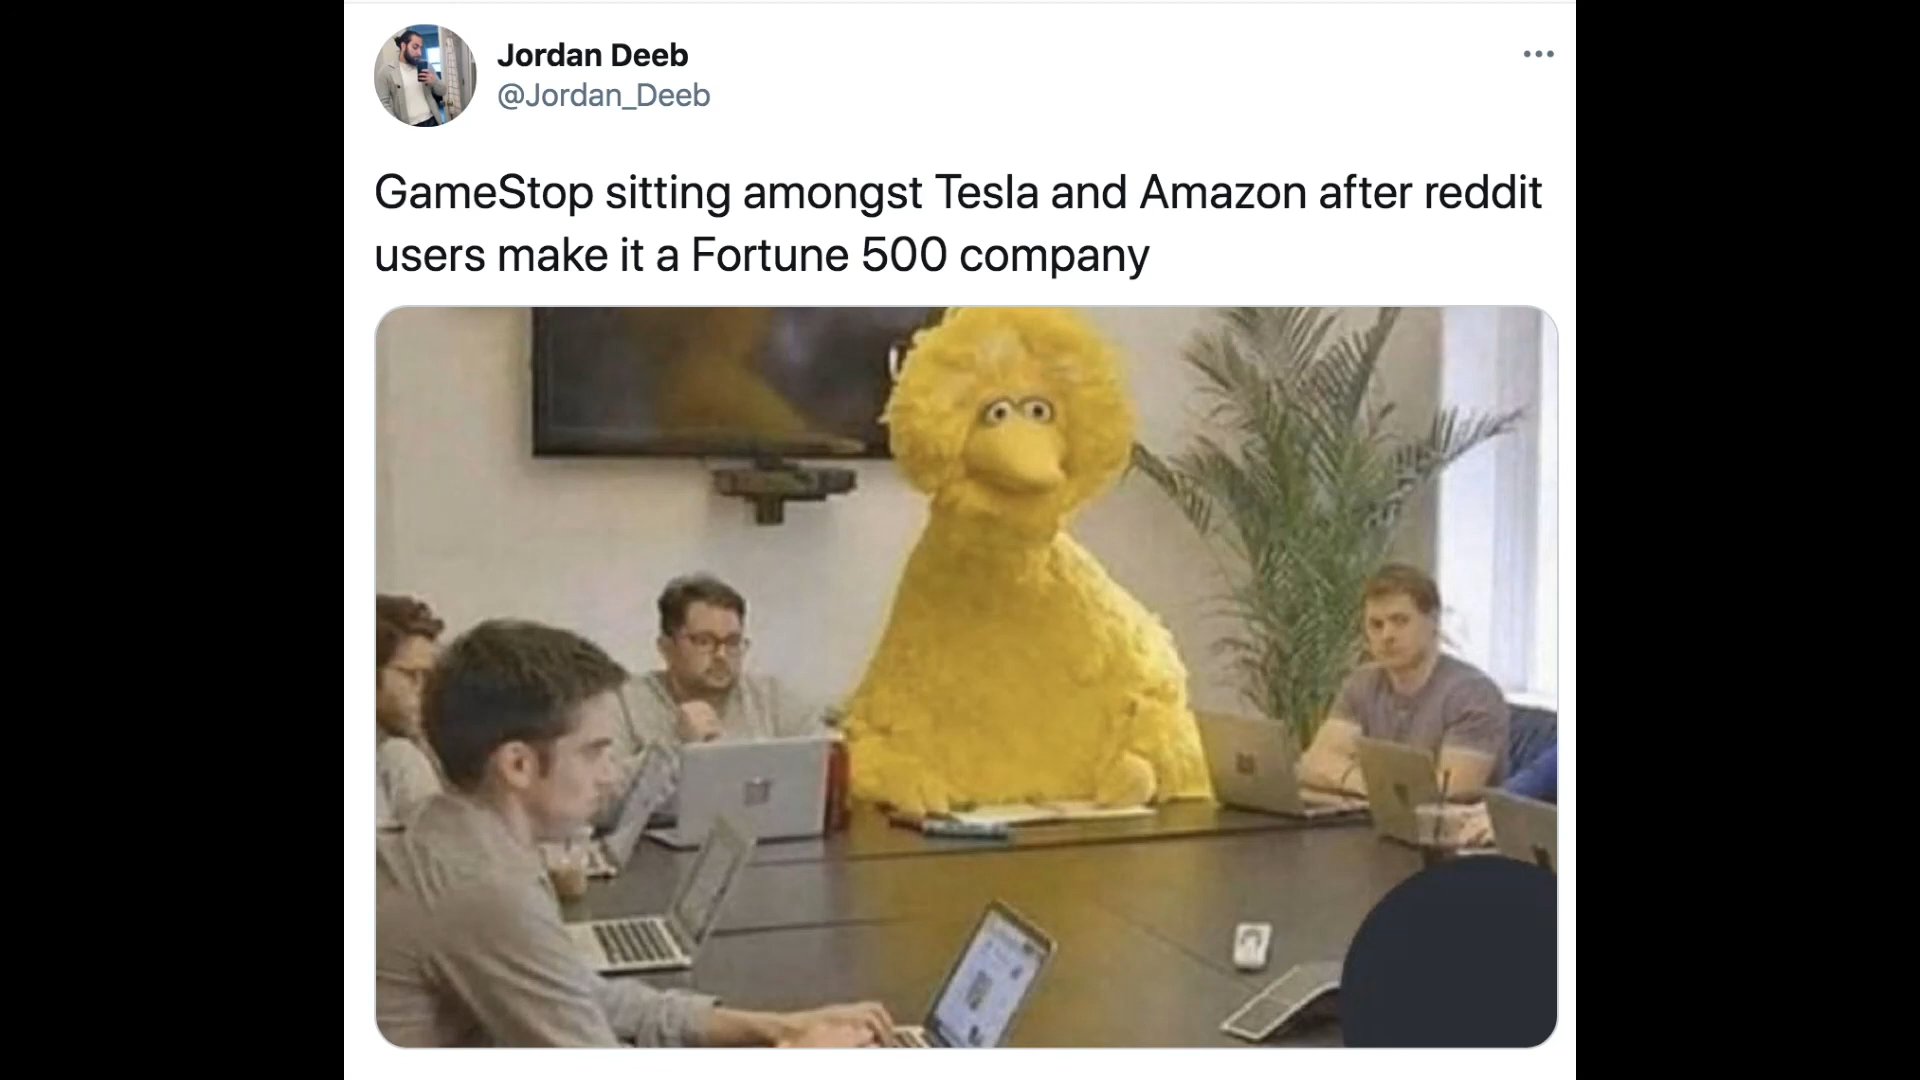 Jordan Deeb
@Jordan_Deeb
GameStop sitting amongst Tesla and Amazon after reddit
users make it a Fortune 500 company